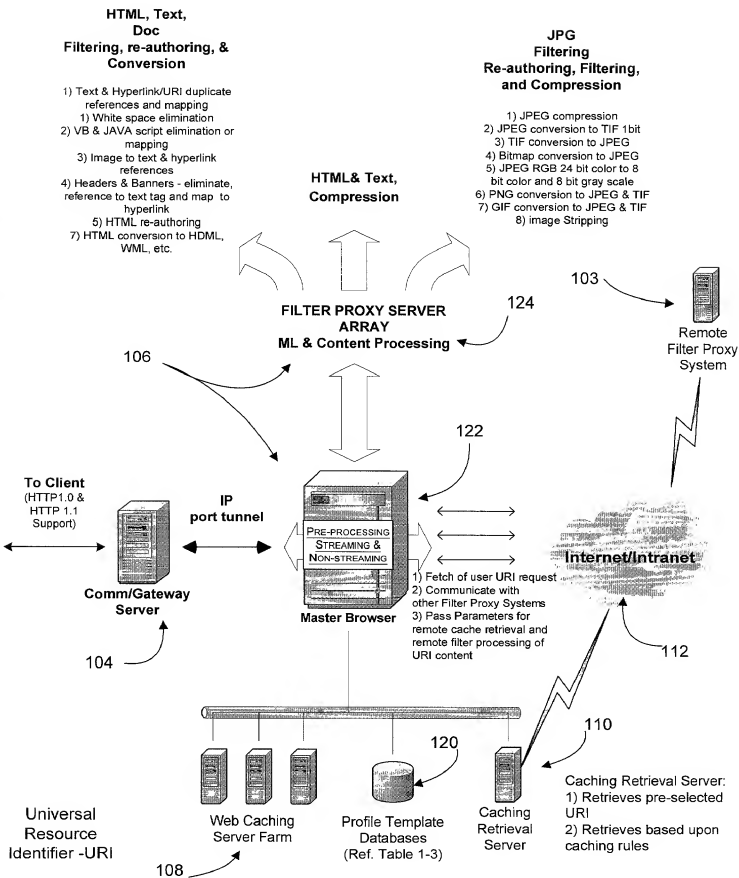 HTML, Text,
Doc
Filtering, re-authoring, &
Conversion
1) Text & Hyperlink/URI duplicate
references and mapping
1) White space elimination
2) VB & JAVA script elimination or
mapping
3) Image to text & hyperlink
references
4) Headers & Banners - eliminate,
reference to text tag and map to
hyperlink
5) HTML re-authoring
7) HTML conversion to HDML,
WML, etc.
HTML& Text,
Compression
JPG
Filtering
Re-authoring, Filtering,
and Compression
1) JPEG compression
2) JPEG conversion to TIF 1bit
3) TIF conversion to JPEG
4) Bitmap conversion to JPEG
5) JPEG RGB 24 bit color to 8
bit color and 8 bit gray scale
6) PNG conversion to JPEG & TIF
7) GIF conversion to JPEG & TIF
8) image Stripping
FILTER PROXY SERVER
ARRAY
ML & Content Processing
124
103
Remote
Filter Proxy
System
106
122
To Client
(HTTP1.0 &
HTTP 1.1
Support)
IP
port tunnel
Comm/Gateway
Server
104
PRE-PROCESSING
STREAMING &
NON-STREAMING
Master Browser
1) Fetch of user URI request
2) Communicate with
other Filter Proxy Systems
3) Pass Parameters for
remote cache retrieval and
remote filter processing of
URI content
Internet/Intranet
112
110
120
Universal
Resource
Identifier -URI
Web Caching
Server Farm
108
Profile Template
Databases
(Ref. Table 1-3)
Caching
Retrieval
Server
Caching Retrieval Server:
1) Retrieves pre-selected
URI
2) Retrieves based upon
caching rules